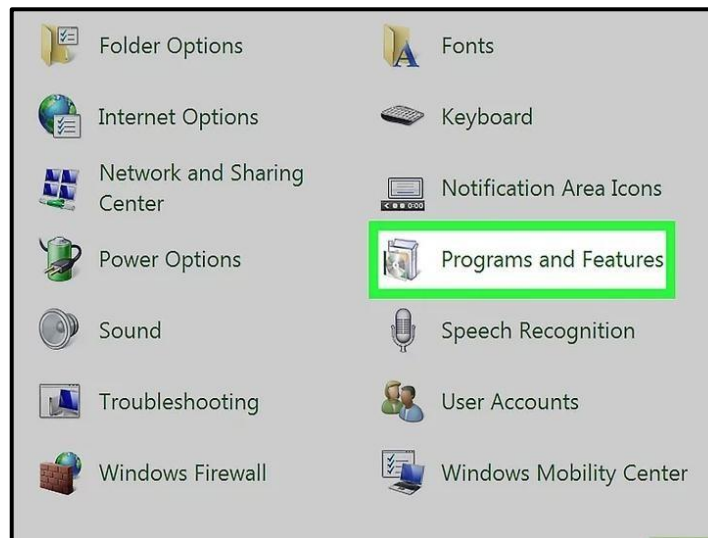 Folder Options
Fonts
Internet Options
Keyboard
Network and Sharing
Center
Notification Area Icons
Power Options
Programs and Features
Sound
Speech Recognition
Troubleshooting
User Accounts
Windows Firewall
Windows Mobility Center